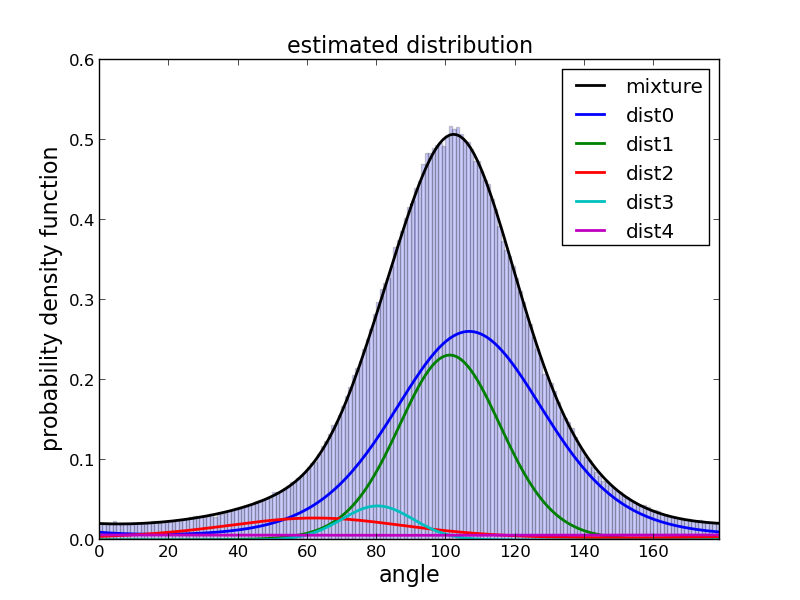 estimated distribution
0.6
0.5
0.4
0.3
0.2
0.1
0.0
probability density function
mixture
dist0
dist1
dist2
dist3
dist4
0 20 40 60 80 100 120 140 160
angle